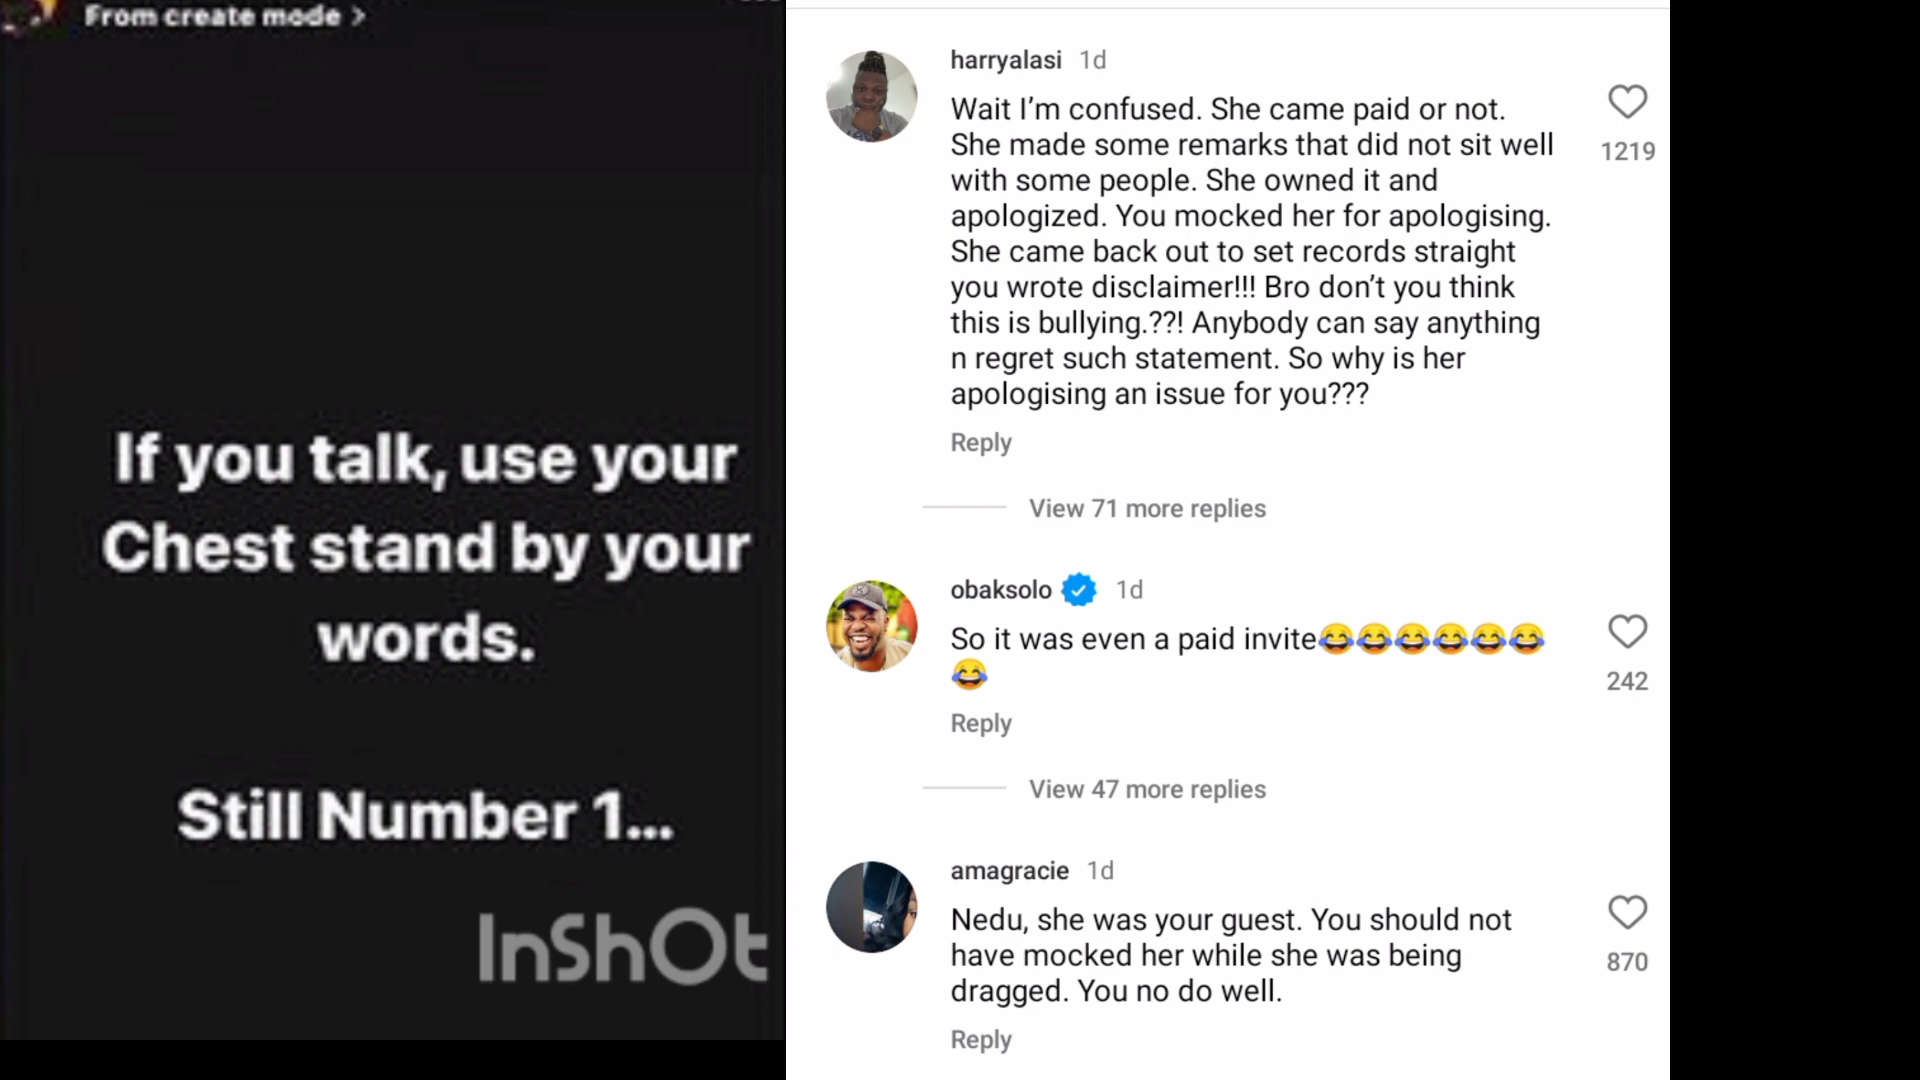 From create mode >
If you talk, use your
Chest stand by your
words.
Still Number 1...
InShOt
harryalasi 1d
Wait I’m confused. She came paid or not.
She made some remarks that did not sit well
with some people. She owned it and
apologized. You mocked her for apologising.
She came back out to set records straight
you wrote disclaimer!!! Bro don’t you think
this is bullying.??! Anybody can say anything
n regret such statement. So why is her
apologising an issue for you???
1219
Reply
View 71 more replies
obaksolo 1d
So it was even a paid invite😂😂😂😂😂😂
😂
242
Reply
View 47 more replies
amagracie 1d
Nedu, she was your guest. You should not
have mocked her while she was being
dragged. You no do well.
870
Reply